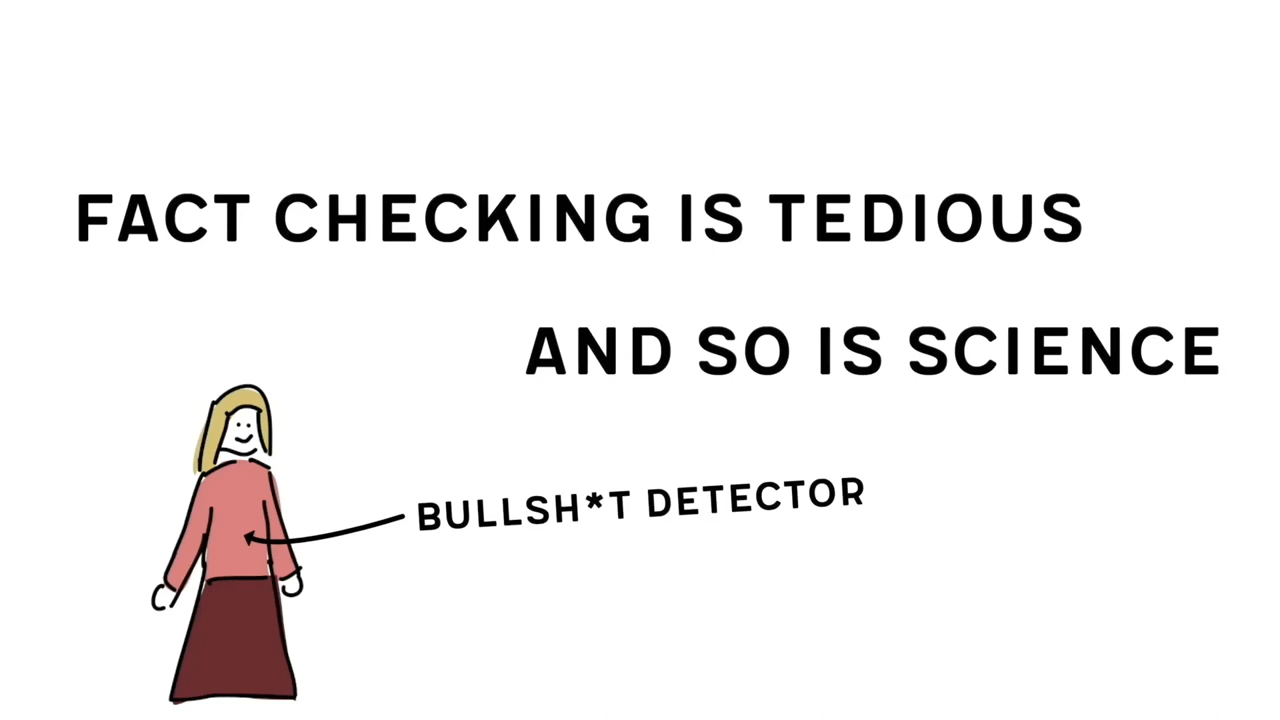 FACT CHECKING IS TEDIOUS
AND SO IS SCIENCE
BULLSH*T DETECTOR